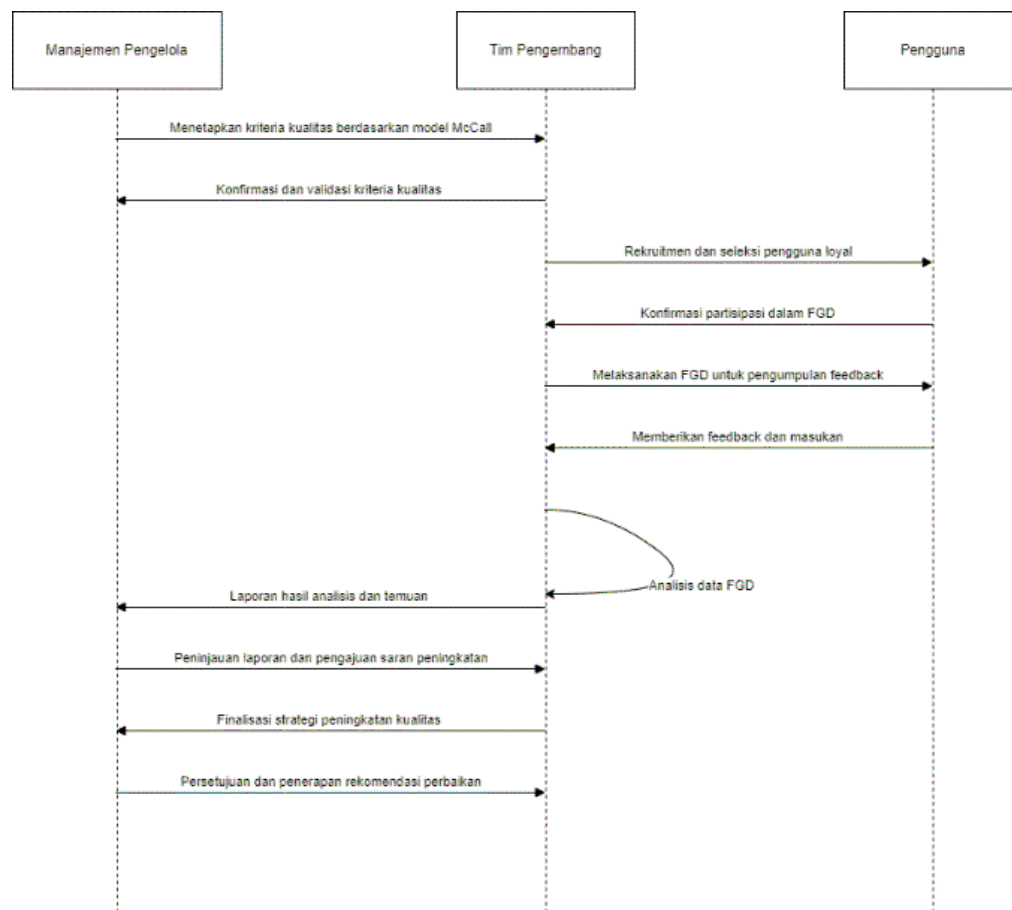 Manajemen Pengelola
Tim Pengembang
Pengguna
Menetapkan kriteria kualitas berdasarkan model McCall
Konfirmasi dan validasi kriteria kualitas
Rekruitmen dan seleksi pengguna loyal
Konfirmasi partisipasi dalam FGD
Melaksanakan FGD untuk pengumpulan feedback
Memberikan feedback dan masukan
Analisis data FGD
Laporan hasil analisis dan temuan
Peninjauan laporan dan pengajuan saran peningkatan
Finalisasi strategi peningkatan kualitas
Persetujuan dan penerapan rekomendasi perbaikan